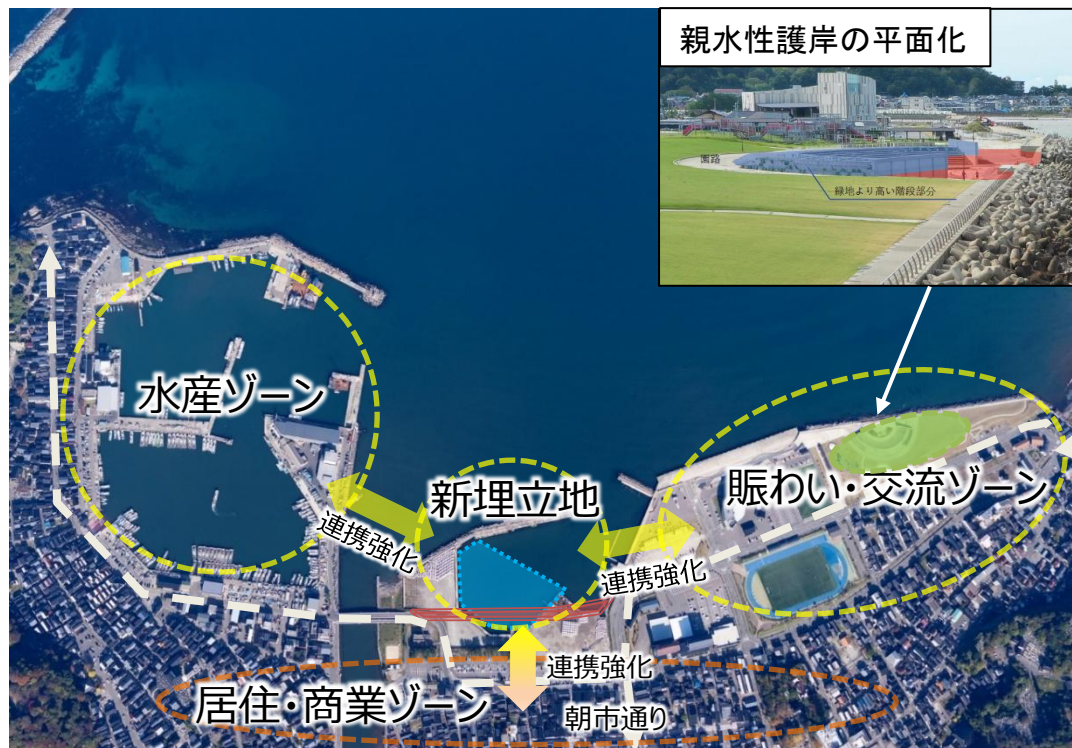 親水性護岸の平面化
園路
緑地より高い階段部分
水産ゾーン
新埋立地
賑わい・交流ゾーン
連携強化
連携強化
連携強化
居住・商業ゾーン
朝市通り